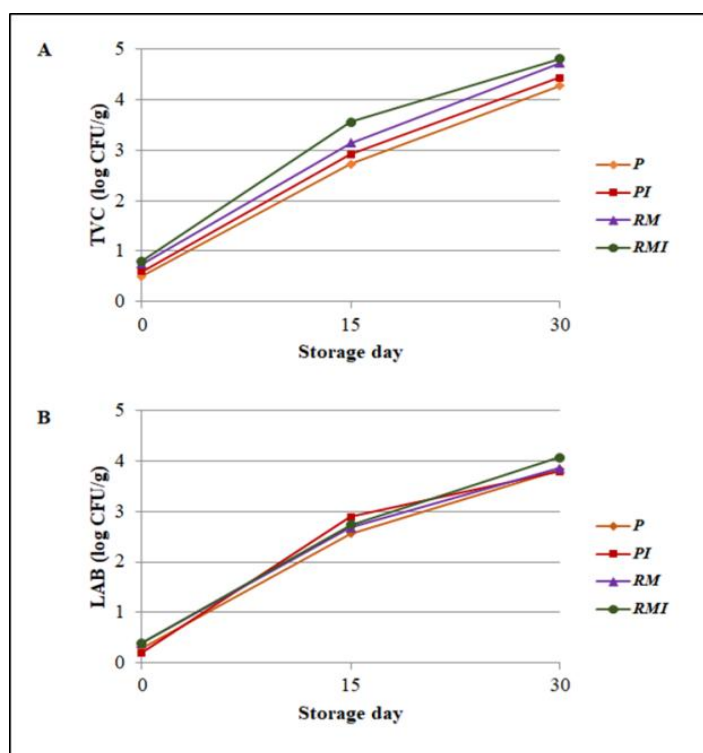 A
TVC (log CFU/g)
5
4
3
2
1
0
0 15 30
Storage day
P
PI
RM
RMI
B
LAB (log CFU/g)
5
4
3
2
1
0
0 15 30
Storage day
P
PI
RM
RMI